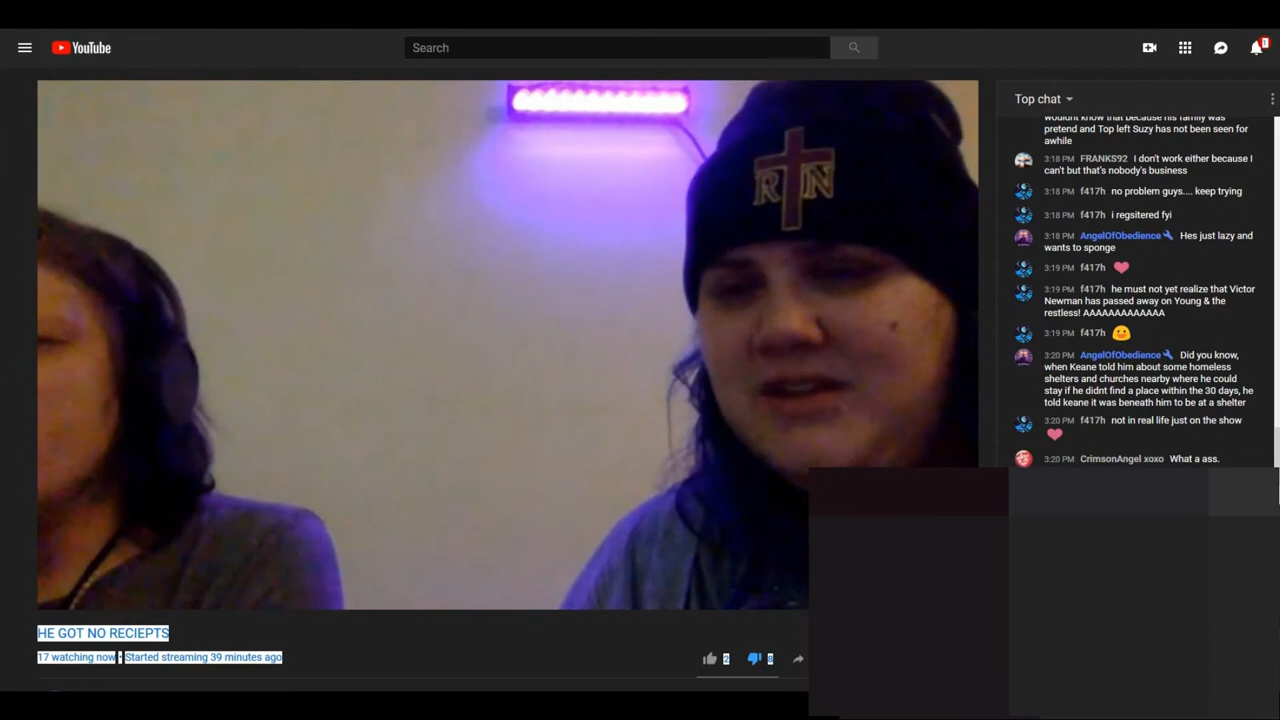 YouTube
Search
Top chat
wouldnt know that because his family was
pretend and Top left Suzy has not been seen for
awhile
3:18 PM FRANKS92 I don't work either because I
can't but that's nobody's business
3:18 PM f417h no problem guys.... keep trying
3:18 PM f417h i regsitered fyi
3:18 PM AngelOfObedience Hes just lazy and
wants to sponge
3:19 PM f417h
3:19 PM f417h he must not yet realize that Victor
Newman has passed away on Young & the
restless! AAAAAAAAAAAAA
3:19 PM f417h
3:20 PM AngelOfObedience Did you know,
when Keane told him about some homeless
shelters and churches nearby where he could
stay if he didnt find a place within the 30 days, he
told keane it was beneath him to be at a shelter
3:20 PM f417h not in real life just on the show
3:20 PM CrimsonAngel xoxo What a ass.
R N
HE GOT NO RECIEPTS
17 watching now • Started streaming 39 minutes ago
2 8